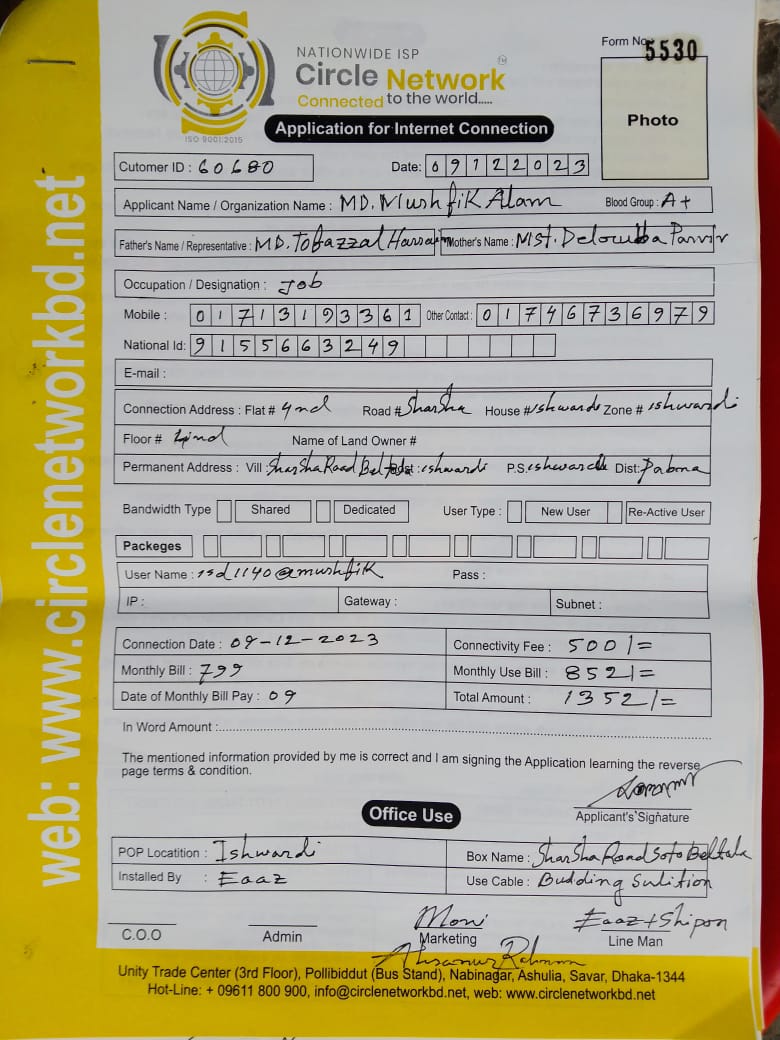 NATIONWIDE ISP
Circle Network TM
Connected to the world.....
ISO 9001:2015
Form No. 5530
Photo
Application for Internet Connection
Cutomer ID : 60680 Date: 09122023
Applicant Name / Organization Name : MD. Mushfik Alam Blood Group : A+
Father's Name / Representative : MD. Tofazzal Hassain Mother's Name : Mst. Parvin
Occupation / Designation : Job
Mobile : 01713193361 Other Contact : 01746736979
National Id: 9155663249
E-mail :
Connection Address : Flat # 4nd Road # SharSha House # ishwardi Zone # ishwardi
Floor # 4nd Name of Land Owner #
Permanent Address : Vill : SharSha Road Post : ishwardi P.S. ishwardi Dist: Pabna
Bandwidth Type Shared Dedicated User Type : New User Re-Active User
Packeges
User Name : isd1140@mushfik Pass :
IP : Gateway : Subnet :
Connection Date : 09-12-2023 Connectivity Fee : 500/=
Monthly Bill : 799 Monthly Use Bill : 852/=
Date of Monthly Bill Pay : 09 Total Amount : 1352/=
In Word Amount :
The mentioned information provided by me is correct and I am signing the Application learning the reverse
page terms & condition.
Applicant's Signature
Office Use
POP Locatition : Ishwardi Box Name : SharSha Road Soto Beltala
Installed By : Eaaz Use Cable : Budding Sulition
Moni Eaaz+Shipon
C.O.O Admin Marketing Line Man
Ahsanur Rahman
Unity Trade Center (3rd Floor), Pollibiddut (Bus Stand), Nabinagar, Ashulia, Savar, Dhaka-1344
Hot-Line: + 09611 800 900, info@circlenetworkbd.net, web: www.circlenetworkbd.net
web: www.circlenetworkbd.net